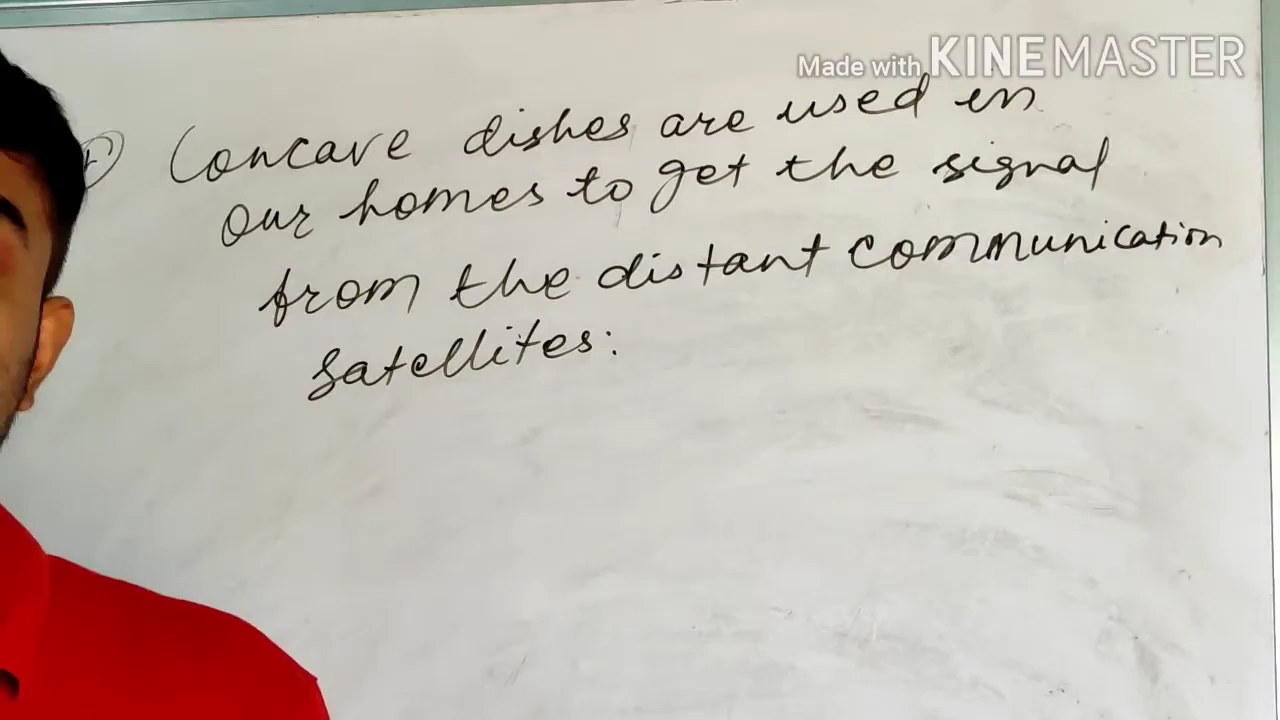 Made with KINEMASTER
Concave dishes are used in
our homes to get the signal
from the distant communication
satellites: